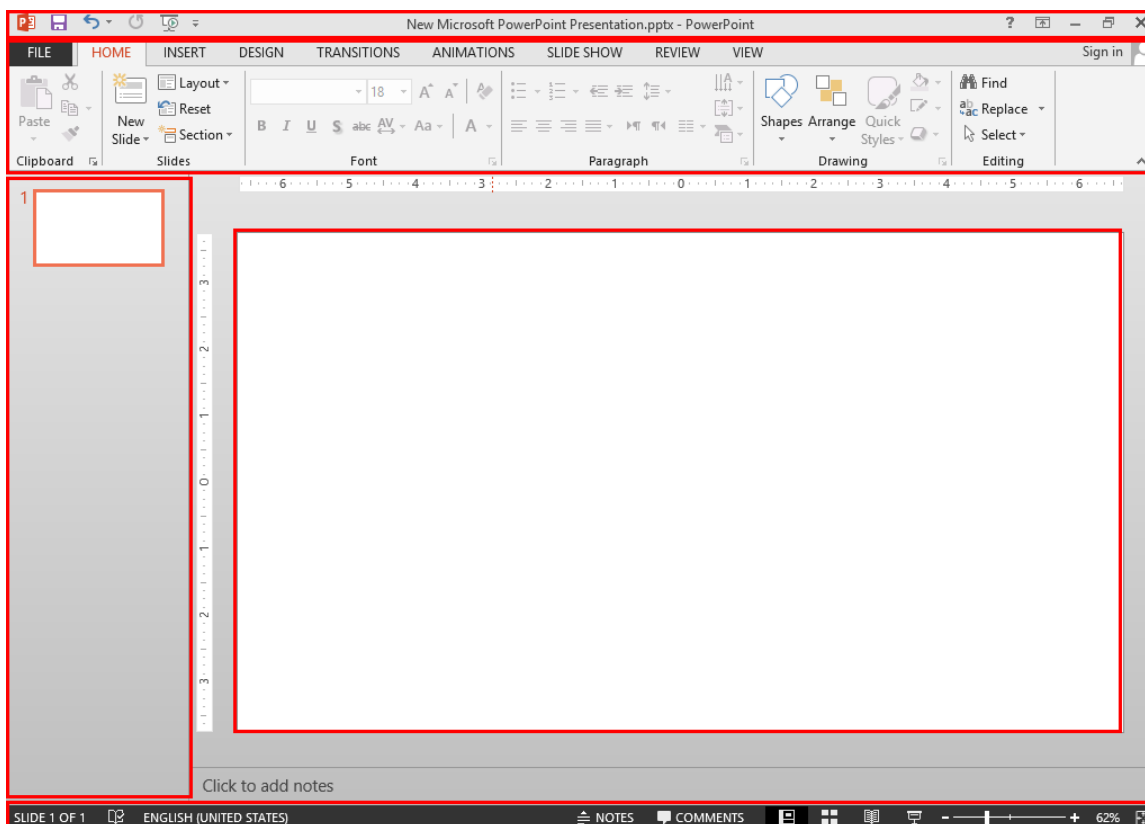 New Microsoft PowerPoint Presentation.pptx - PowerPoint ?
FILE HOME INSERT DESIGN TRANSITIONS ANIMATIONS SLIDE SHOW REVIEW VIEW Sign in
Paste
New Slide
Layout
Reset
Section
18
A A
B I U S abc AV Aa A
Shapes Arrange Quick Styles
Find
Replace
Select
Clipboard Slides Font Paragraph Drawing Editing
6 5 4 3 2 1 0 1 2 3 4 5 6
1
3
2
1
0
1
2
3
Click to add notes
SLIDE 1 OF 1 ENGLISH (UNITED STATES) NOTES COMMENTS - + 62%